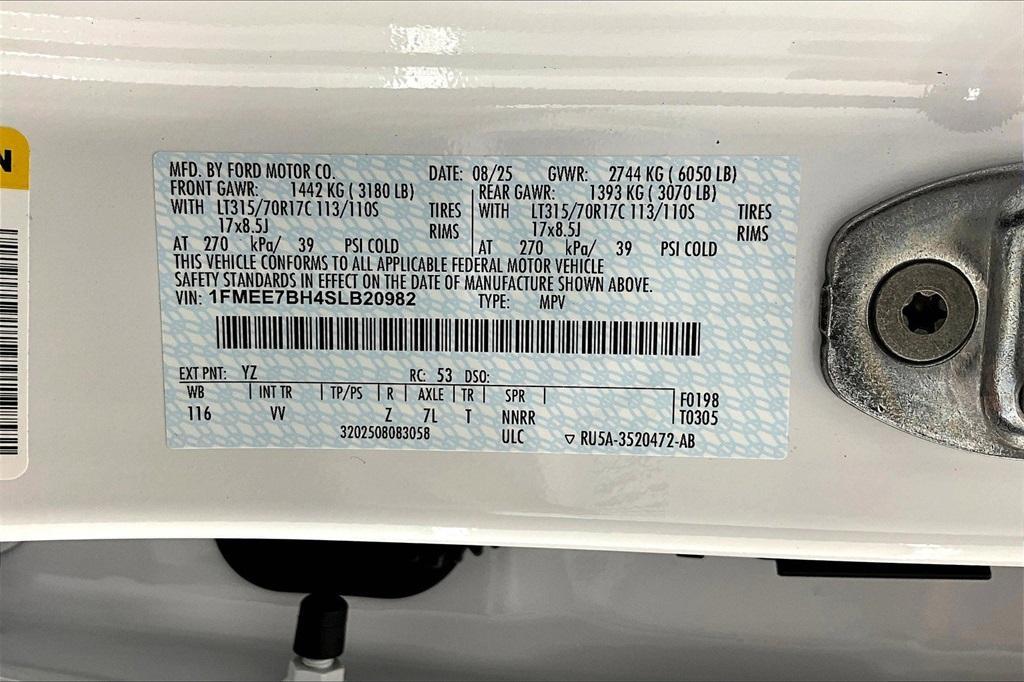 N
MFD. BY FORD MOTOR CO. DATE: 08/25 GVWR: 2744 KG ( 6050 LB)
FRONT GAWR: 1442 KG ( 3180 LB) REAR GAWR: 1393 KG ( 3070 LB)
WITH LT315/70R17C 113/110S TIRES WITH LT315/70R17C 113/110S TIRES
17x8.5J RIMS 17x8.5J RIMS
AT 270 kPa/ 39 PSI COLD AT 270 kPa/ 39 PSI COLD
THIS VEHICLE CONFORMS TO ALL APPLICABLE FEDERAL MOTOR VEHICLE
SAFETY STANDARDS IN EFFECT ON THE DATE OF MANUFACTURE SHOWN ABOVE.
VIN: 1FMEE7BH4SLB20982 TYPE: MPV
EXT PNT: YZ RC: 53 DSO:
WB INT TR TP/PS R AXLE TR SPR F0198
116 VV Z 7L T NNRR T0305
3202508083058 ULC ▽ RU5A-3520472-AB